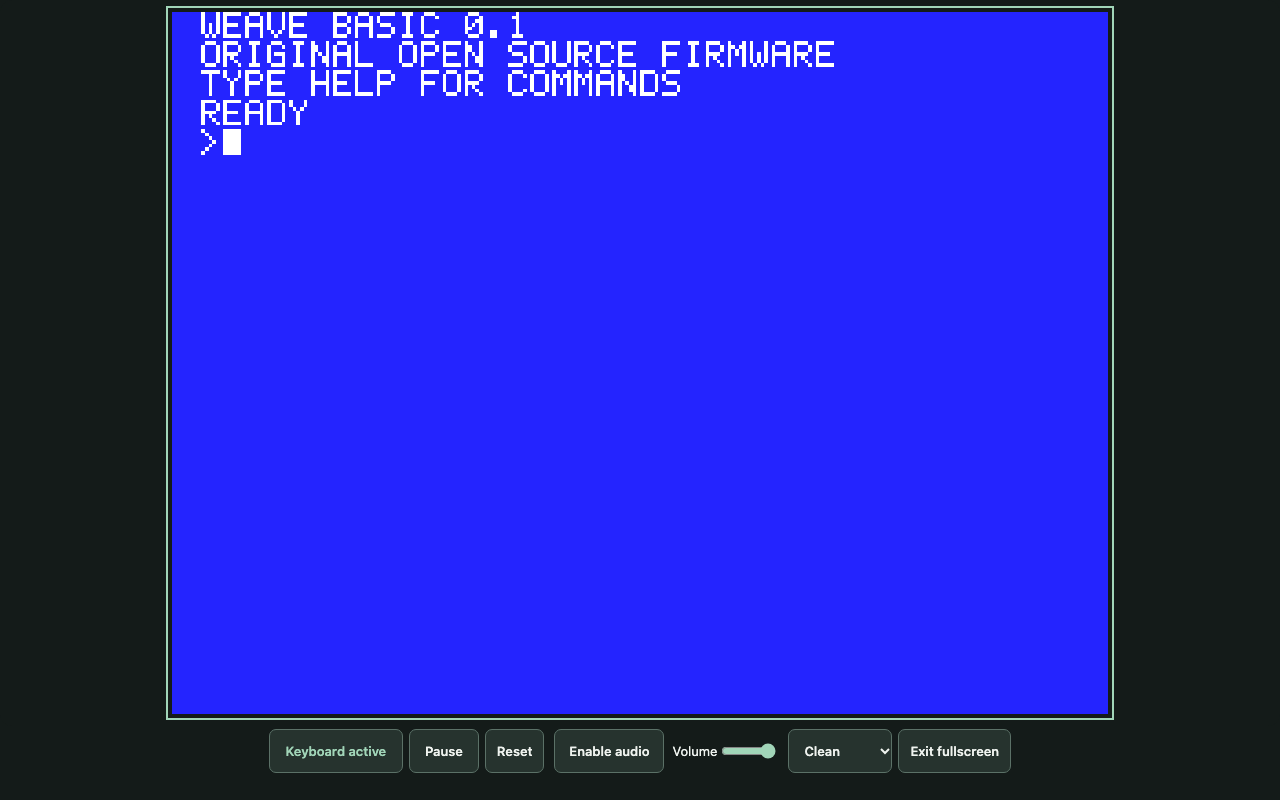 WEAVE BASIC 0.1
ORIGINAL OPEN SOURCE FIRMWARE
TYPE HELP FOR COMMANDS
READY
>
Keyboard active
Pause
Reset
Enable audio
Volume
Clean
Exit fullscreen